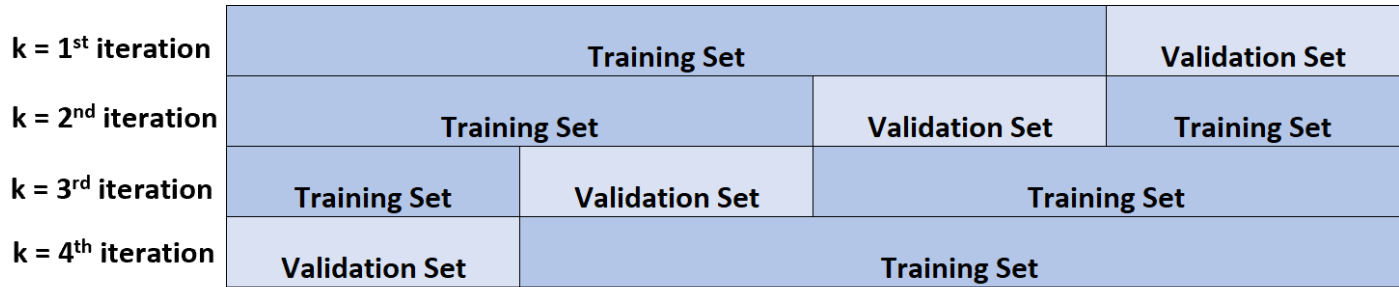 k = 1st iteration Training Set Validation Set
k = 2nd iteration Training Set Validation Set Training Set
k = 3rd iteration Training Set Validation Set Training Set
k = 4th iteration Validation Set Training Set